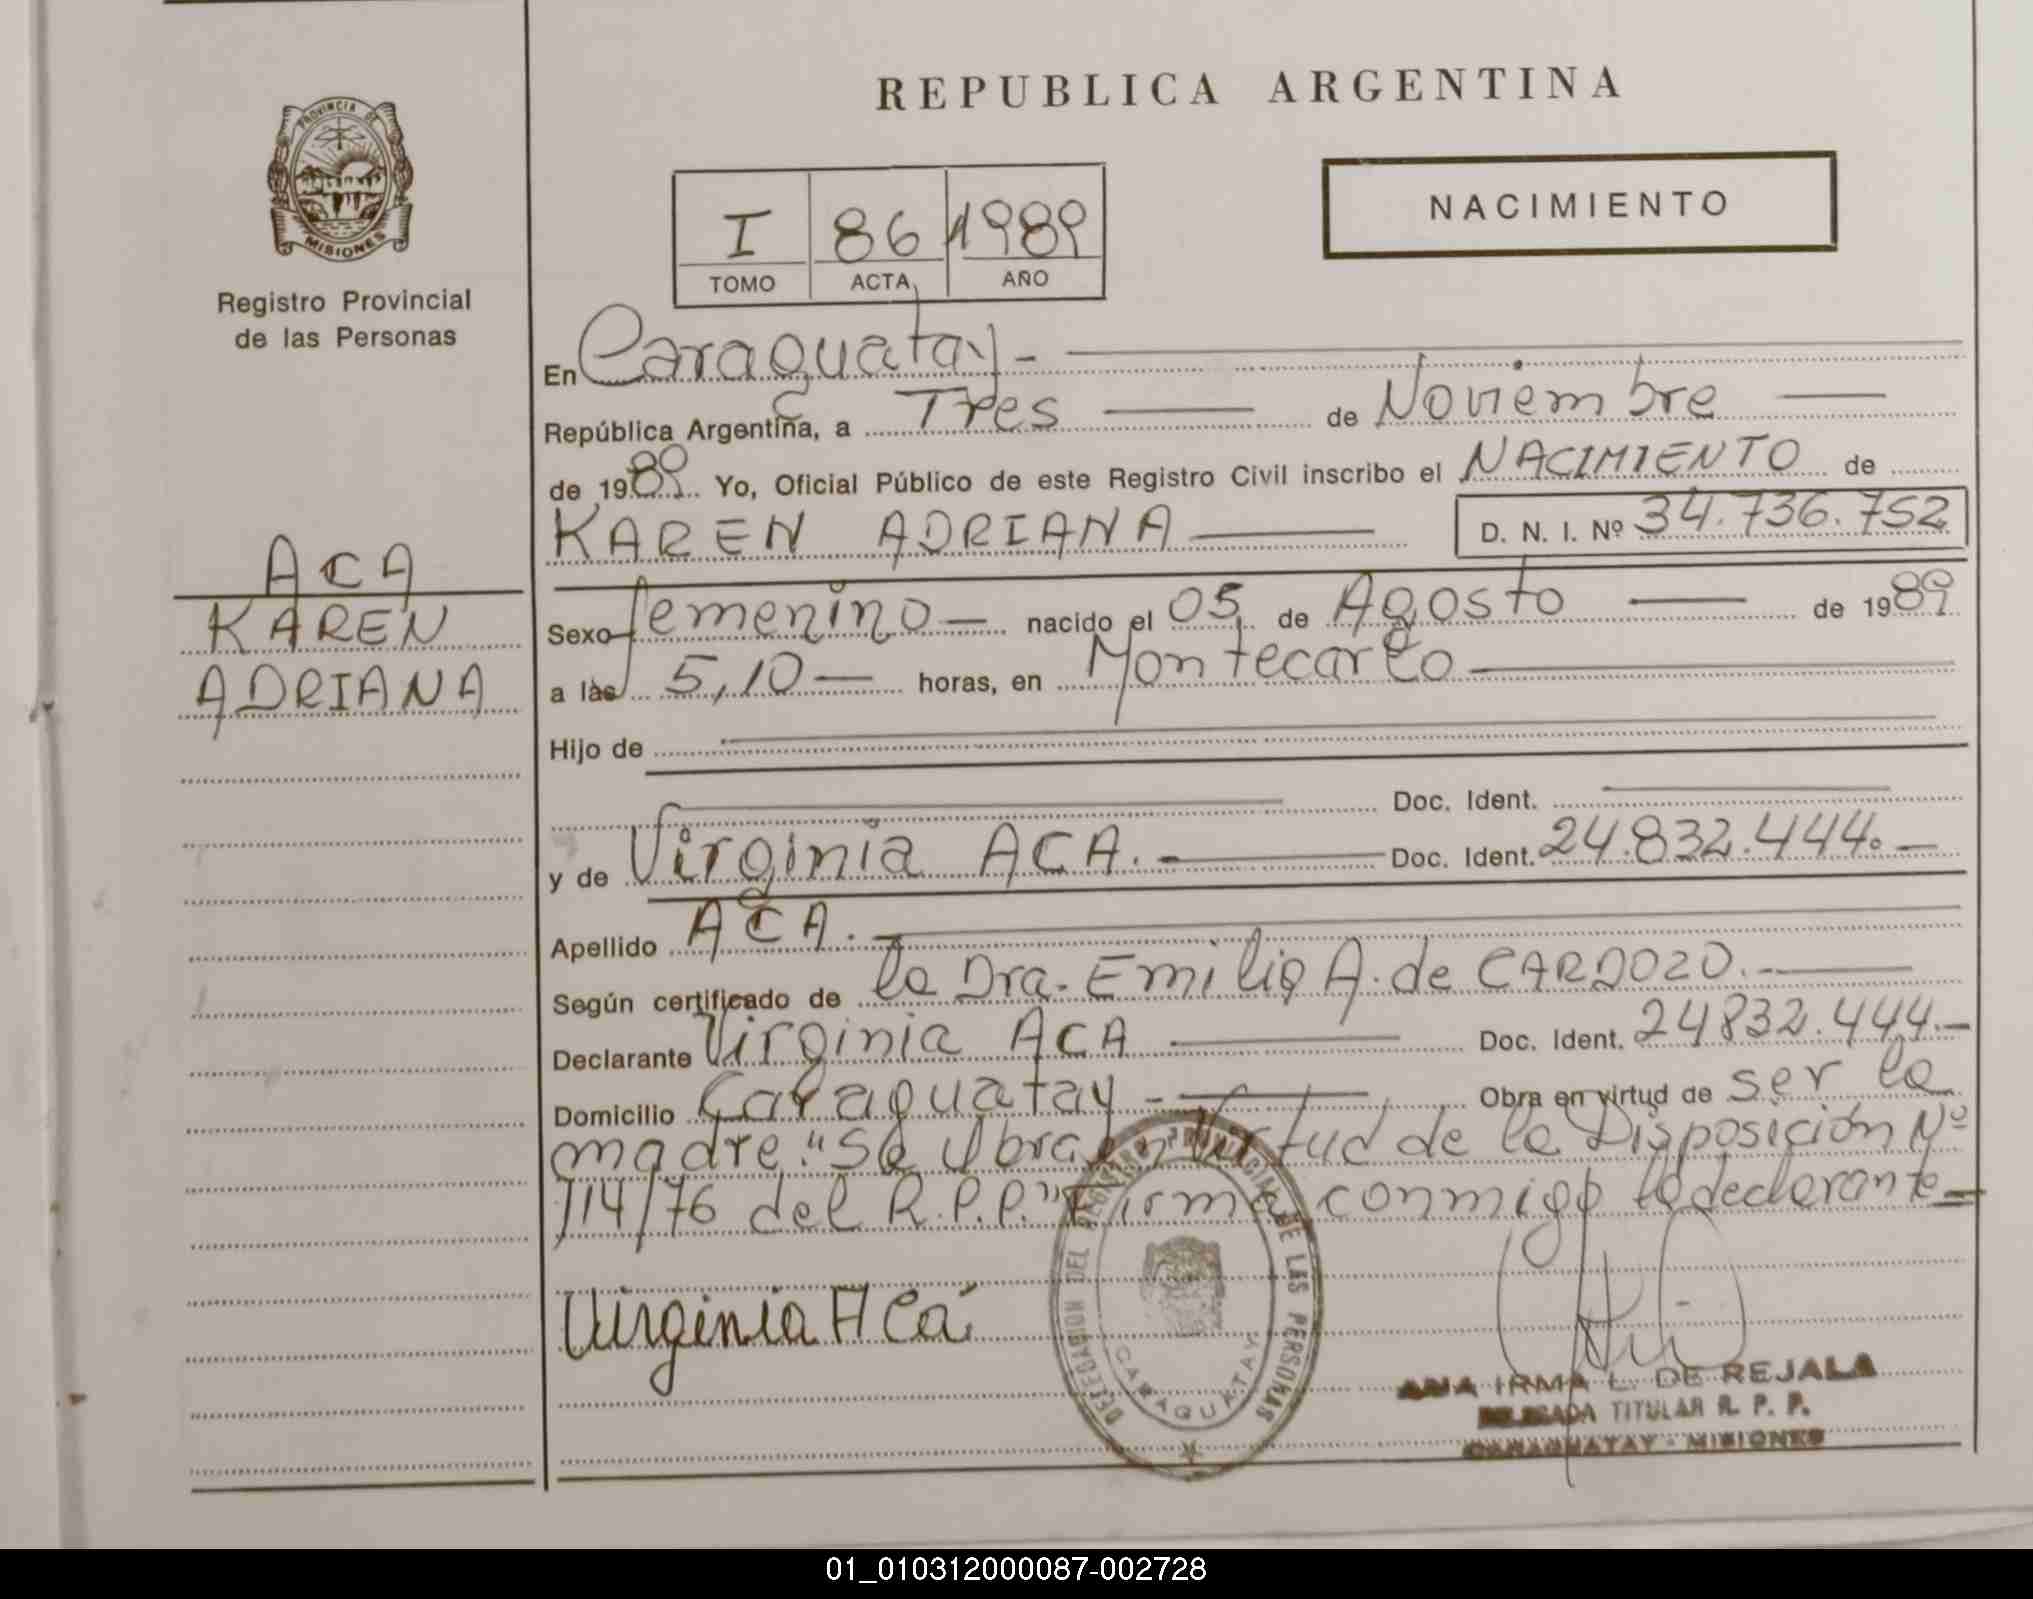 REPUBLICA ARGENTINA
PROVINCIA DE
MISIONES
Registro Provincial
de las Personas
NACIMIENTO
I 86 1989
TOMO ACTA AÑO
En Caraguatay -
República Argentina, a Tres de Noviembre
de 1989. Yo, Oficial Público de este Registro Civil inscribo el NACIMIENTO de
KAREN ADRIANA D. N. I. Nº 34.736.752
ACA
KAREN
ADRIANA
Sexo femenino - nacido el 05 de Agosto de 1989
a las 5,10 - horas, en Montecarlo
Hijo de
Doc. Ident.
y de Virginia ACA. - Doc. Ident. 24.832.444. -
Apellido ACA. -
Según certificado de la Dra. Emilia A. de CARDOZO. -
Declarante Virginia ACA Doc. Ident. 24832.444. -
Domicilio Caraguatay - Obra en virtud de ser la
madre. "Se obra en virtud de la Disposición Nº
114/76 del R.P.P." Firma conmigo la declarante =
Virginia Aca
DELEGACION DEL REGISTRO PROVINCIAL DE LAS PERSONAS
CARAGUATAY
ANA IRMA L. DE REJALA
DELEGADA TITULAR R. P. P.
CARAGUATAY - MISIONES
01_010312000087-002728